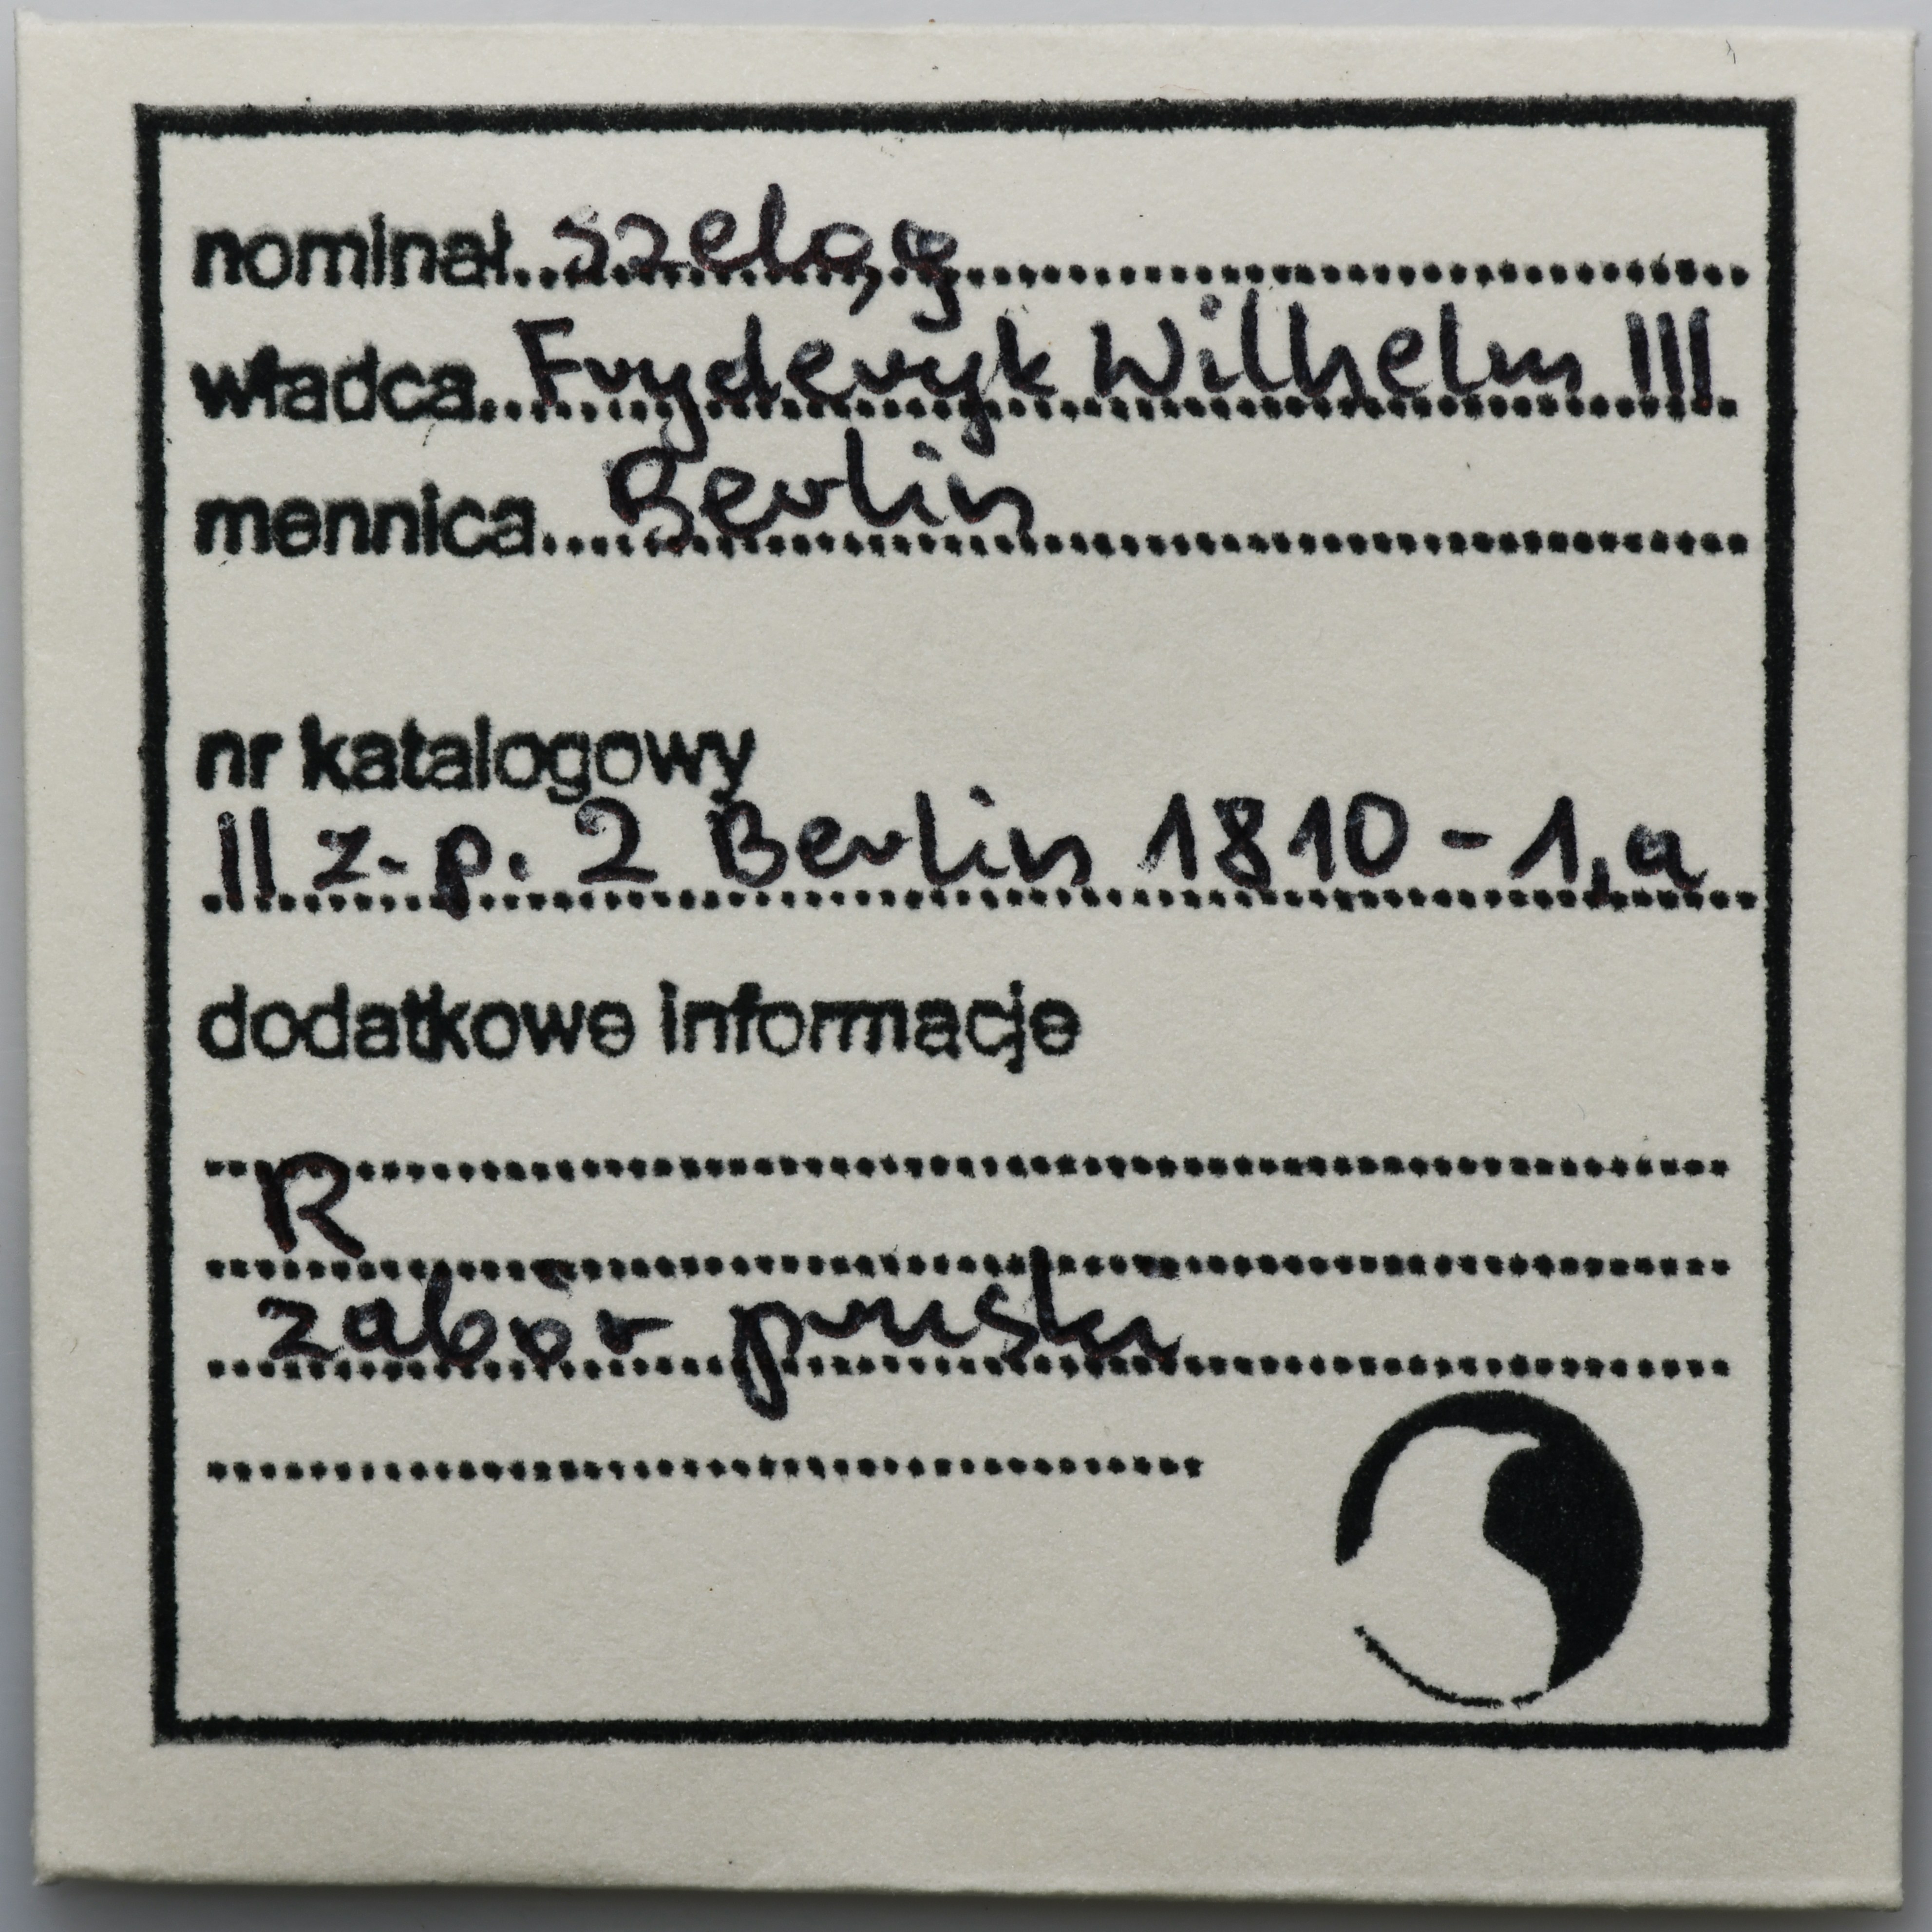 nominał szeląg
władca Fryderyk Wilhelm III
mennica Berlin
nr katalogowy
II z.p. 2 Berlin 1810 - 1,a
dodatkowe informacje
R
zabór pruski